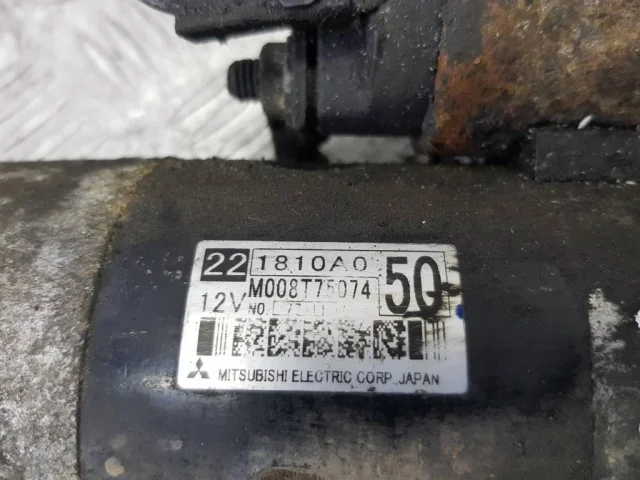 22 1810A0 50
12V M008T75074
NO.
MITSUBISHI ELECTRIC CORP. JAPAN